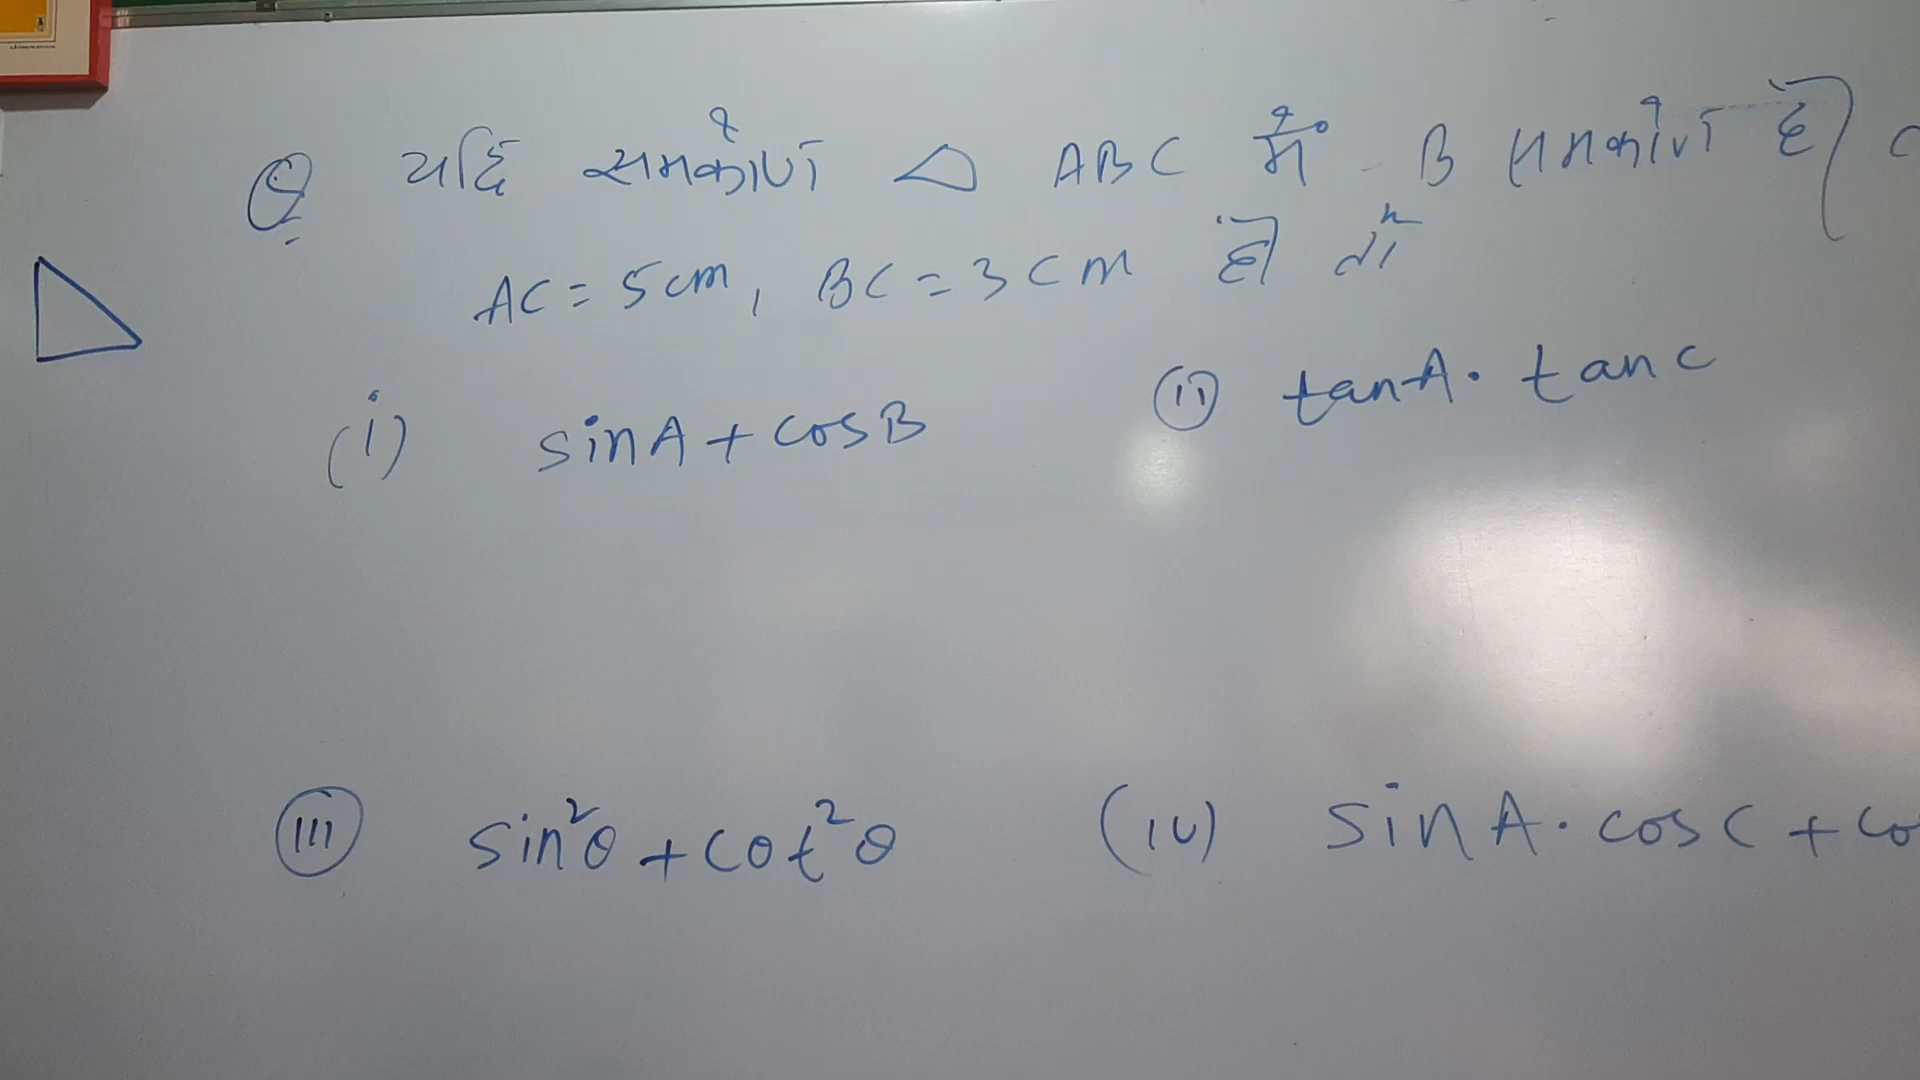 Q यदि समकोण △ ABC में B समकोण हो
AC = 5cm, BC = 3cm हो तो
(i) sinA + cosB (ii) tanA · tanC
(iii) sin²θ + cot²θ (iv) sinA · cosC + co